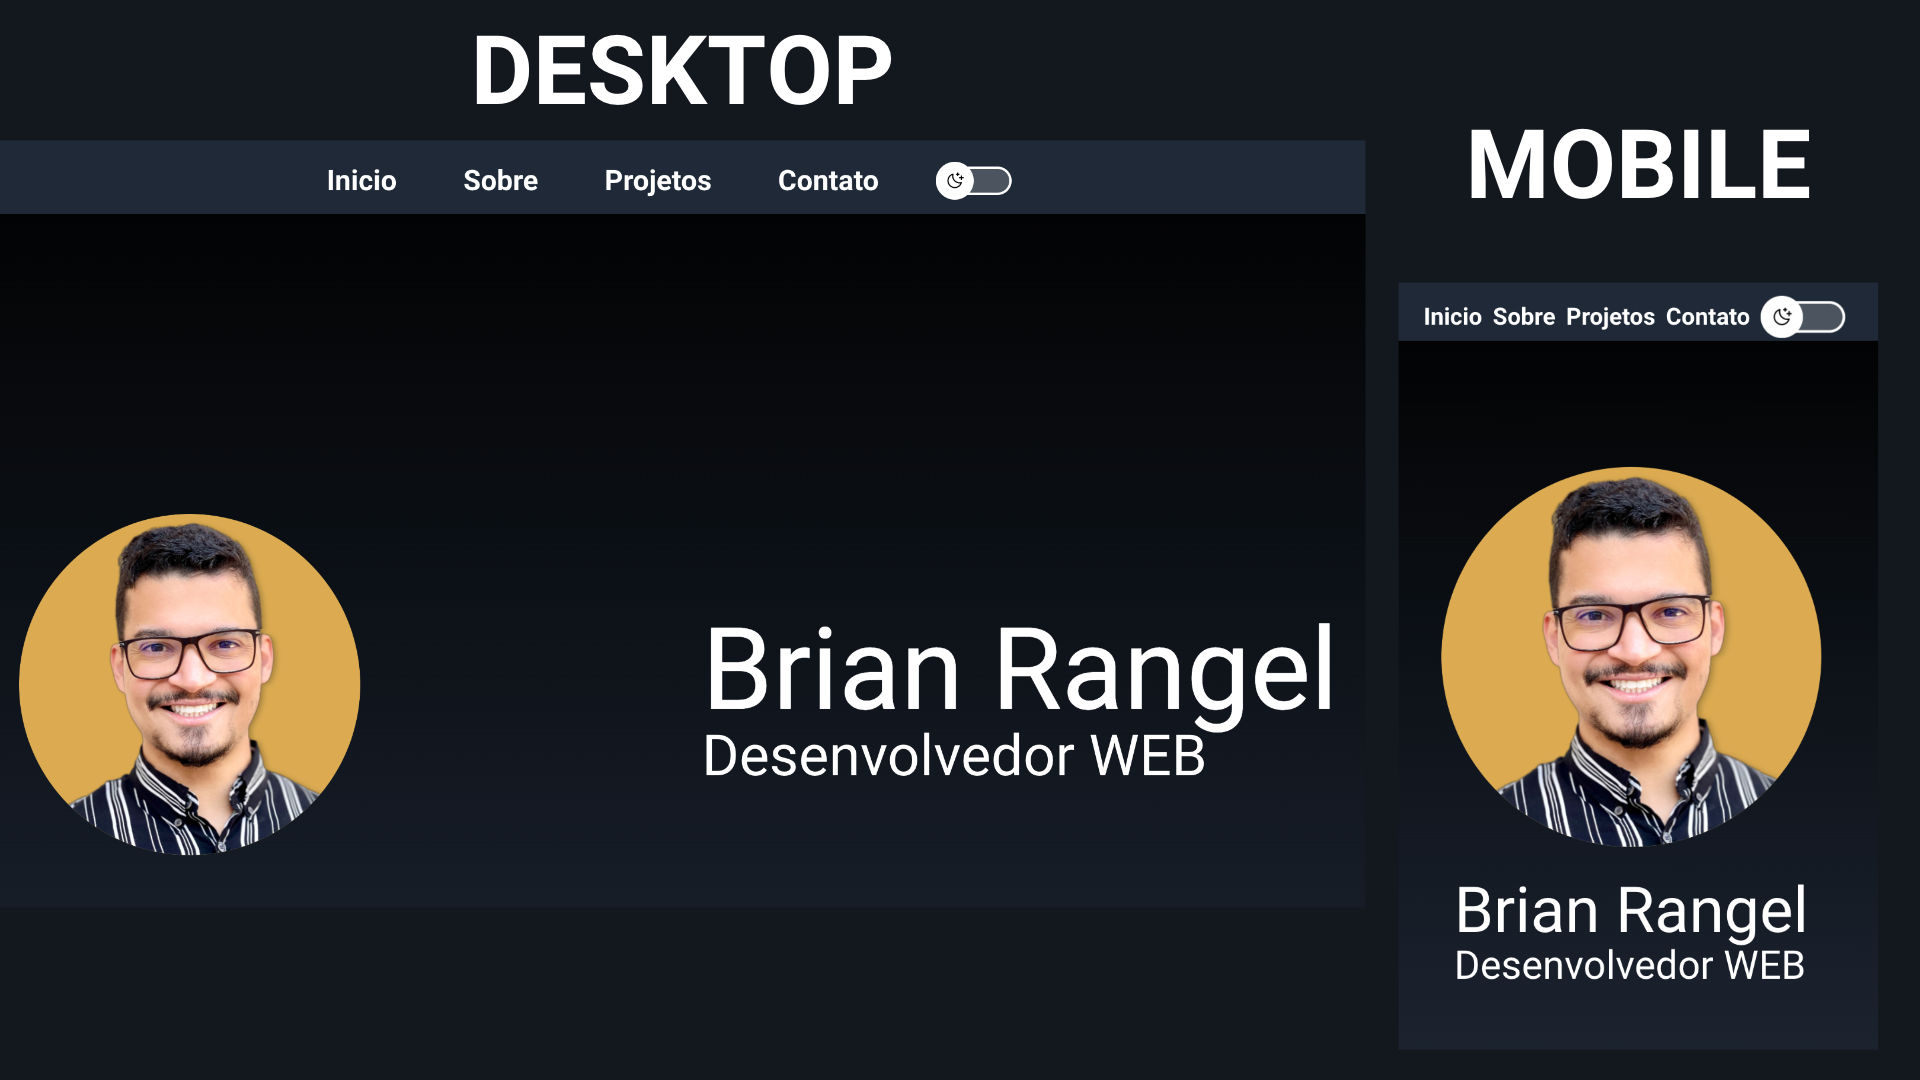 DESKTOP
Inicio Sobre Projetos Contato
Brian Rangel
Desenvolvedor WEB
MOBILE
Inicio Sobre Projetos Contato
Brian Rangel
Desenvolvedor WEB